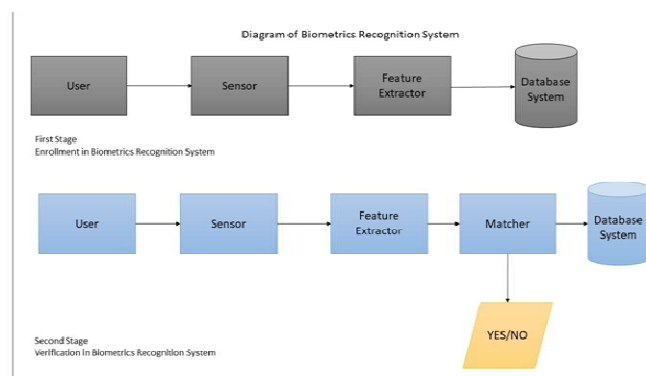 Diagram of Biometrics Recognition System
User
Sensor
Feature
Extractor
Database
System
First Stage
Enrollment in Biometrics Recognition System
User
Sensor
Feature
Extractor
Matcher
Database
System
YES/NO
Second Stage
Verification in Biometrics Recognition System